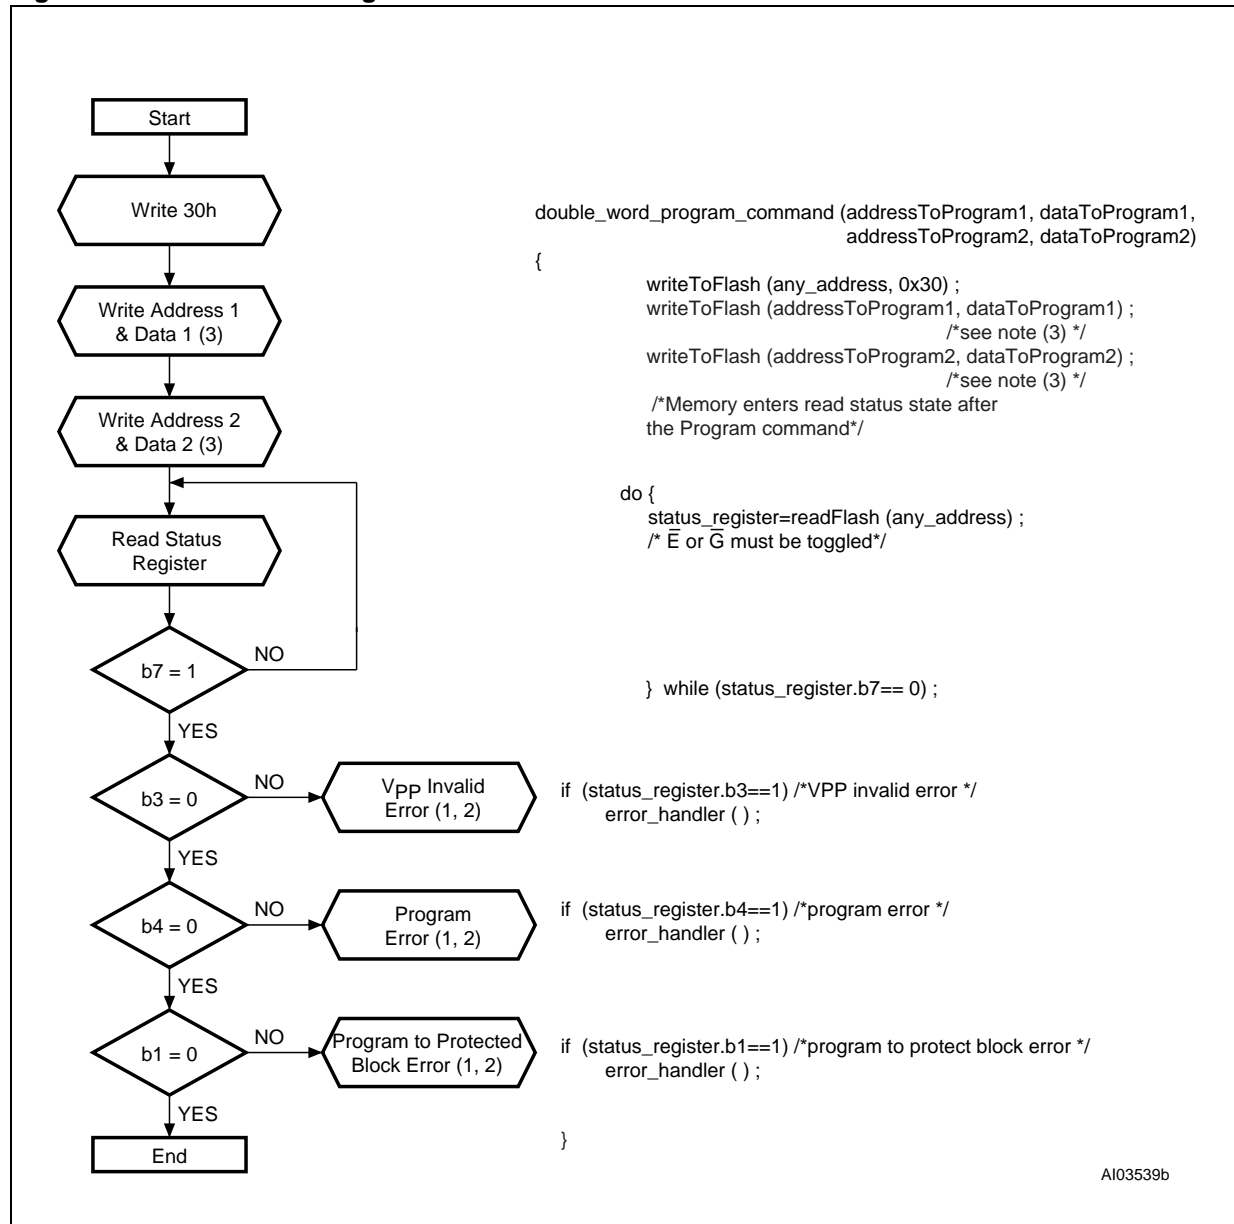 Start
Write 30h
Write Address 1
& Data 1 (3)
Write Address 2
& Data 2 (3)
Read Status
Register
b7 = 1
NO
YES
b3 = 0
NO
VPP Invalid
Error (1, 2)
YES
b4 = 0
NO
Program
Error (1, 2)
YES
b1 = 0
NO
Program to Protected
Block Error (1, 2)
YES
End
double_word_program_command (addressToProgram1, dataToProgram1,
addressToProgram2, dataToProgram2)
{
writeToFlash (any_address, 0x30) ;
writeToFlash (addressToProgram1, dataToProgram1) ;
/*see note (3) */
writeToFlash (addressToProgram2, dataToProgram2) ;
/*see note (3) */
/*Memory enters read status state after
the Program command*/
do {
status_register=readFlash (any_address) ;
/* E̅ or G̅ must be toggled*/
} while (status_register.b7== 0) ;
if (status_register.b3==1) /*VPP invalid error */
error_handler ( ) ;
if (status_register.b4==1) /*program error */
error_handler ( ) ;
if (status_register.b1==1) /*program to protect block error */
error_handler ( ) ;
}
AI03539b